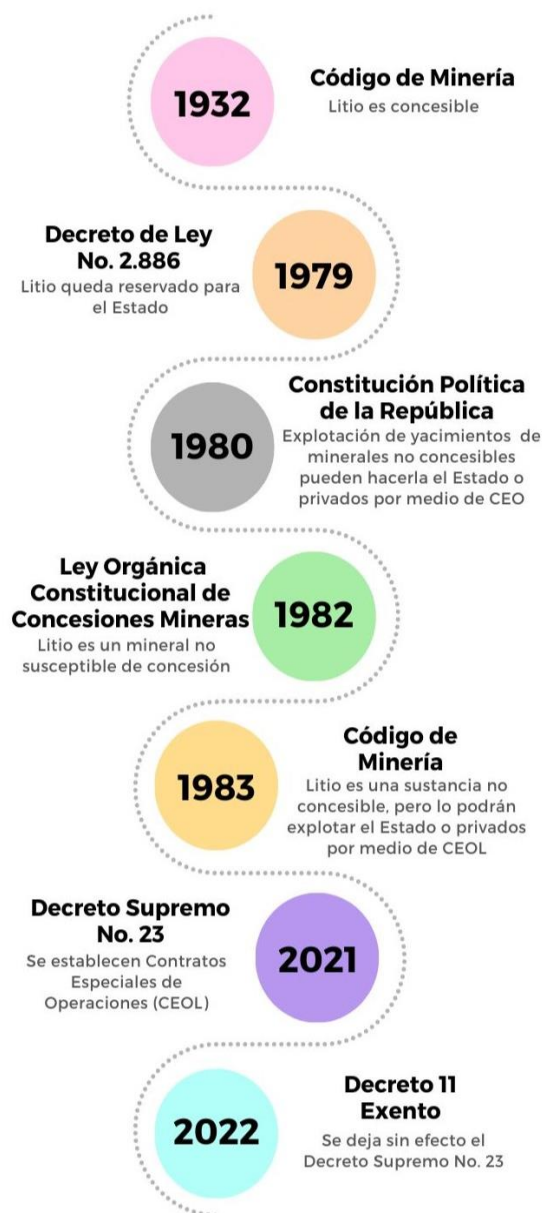 1932
Código de Minería
Litio es concesible
Decreto de Ley
No. 2.886
Litio queda reservado para
el Estado
1979
1980
Constitución Política
de la República
Explotación de yacimientos de
minerales no concesibles
pueden hacerla el Estado o
privados por medio de CEO
Ley Orgánica
Constitucional de
Concesiones Mineras
Litio es un mineral no
susceptible de concesión
1982
1983
Código de
Minería
Litio es una sustancia no
concesible, pero lo podrán
explotar el Estado o privados
por medio de CEOL
Decreto Supremo
No. 23
Se establecen Contratos
Especiales de
Operaciones (CEOL)
2021
2022
Decreto 11
Exento
Se deja sin efecto el
Decreto Supremo No. 23